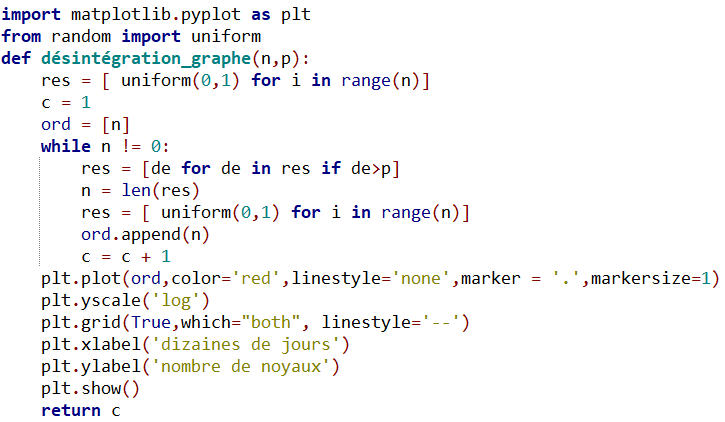 import matplotlib.pyplot as plt
from random import uniform
def désintégration_graphe(n,p):
    res = [ uniform(0,1) for i in range(n)]
    c = 1
    ord = [n]
    while n != 0:
        res = [de for de in res if de>p]
        n = len(res)
        res = [ uniform(0,1) for i in range(n)]
        ord.append(n)
        c = c + 1
    plt.plot(ord,color='red',linestyle='none',marker = '.',markersize=1)
    plt.yscale('log')
    plt.grid(True,which="both", linestyle='--')
    plt.xlabel('dizaines de jours')
    plt.ylabel('nombre de noyaux')
    plt.show()
    return c